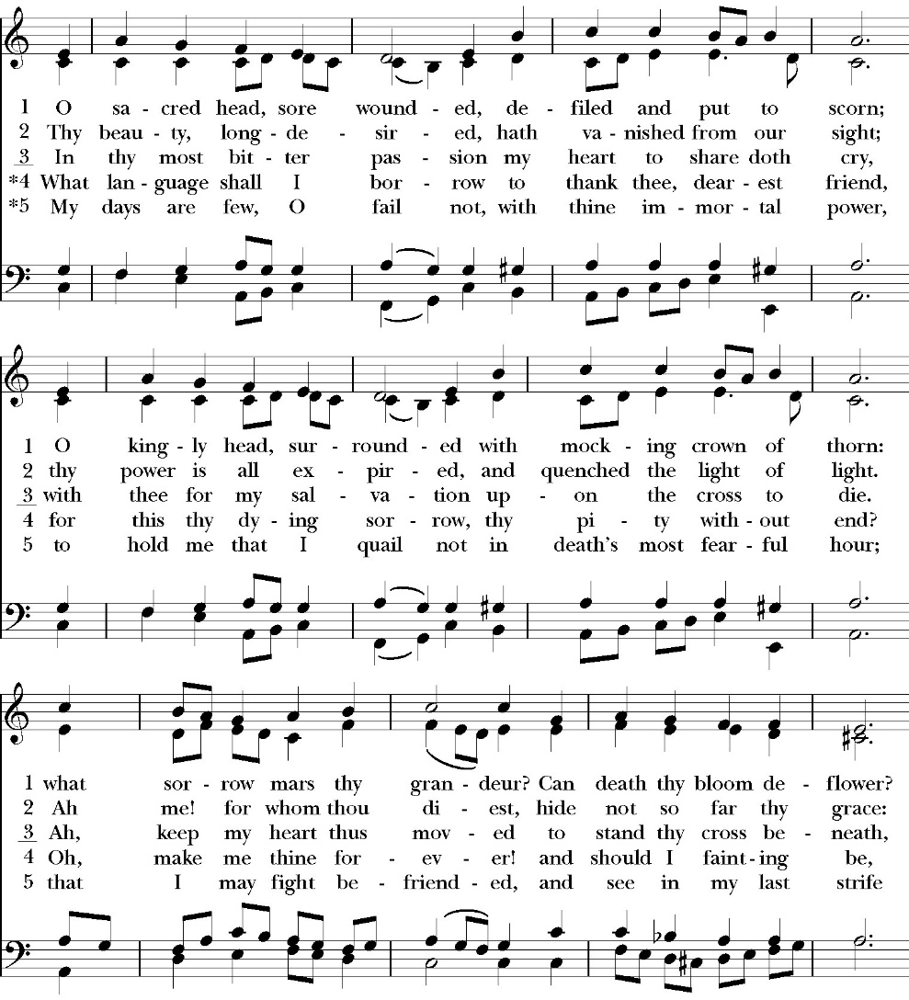 1 O sa - cred head, sore wound - ed, de - filed and put to scorn;
2 Thy beau - ty, long - de - sir - ed, hath va - nished from our sight;
3 In thy most bit - ter pas - sion my heart to share doth cry,
*4 What lan - guage shall I bor - row to thank thee, dear - est friend,
*5 My days are few, O fail not, with thine im - mor - tal power,
1 O king - ly head, sur - round - ed with mock - ing crown of thorn:
2 thy power is all ex - pir - ed, and quenched the light of light.
3 with thee for my sal - va - tion up - on the cross to die.
4 for this thy dy - ing sor - row, thy pi - ty with - out end?
5 to hold me that I quail not in death's most fear - ful hour;
1 what sor - row mars thy gran - deur? Can death thy bloom de - flower?
2 Ah me! for whom thou di - est, hide not so far thy grace:
3 Ah, keep my heart thus mov - ed to stand thy cross be - neath,
4 Oh, make me thine for - ev - er! and should I faint - ing be,
5 that I may fight be - friend - ed, and see in my last strife